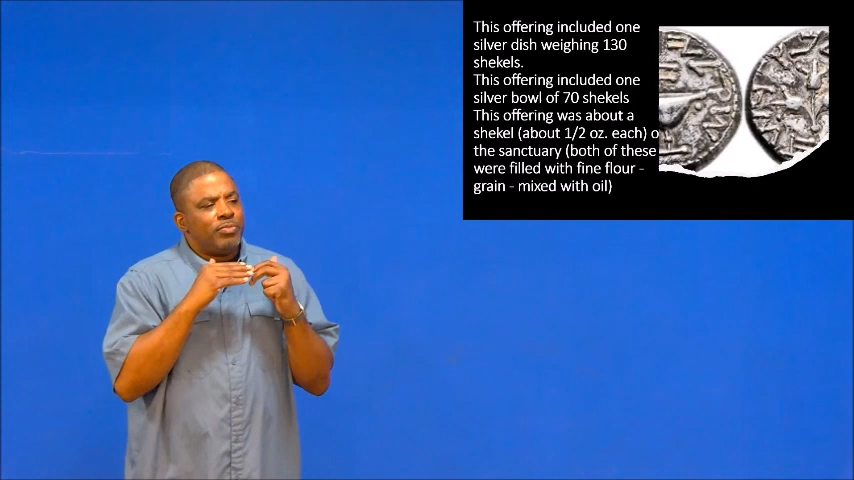 This offering included one
silver dish weighing 130
shekels.
This offering included one
silver bowl of 70 shekels
This offering was about a
shekel (about 1/2 oz. each) o
the sanctuary (both of these
were filled with fine flour -
grain - mixed with oil)